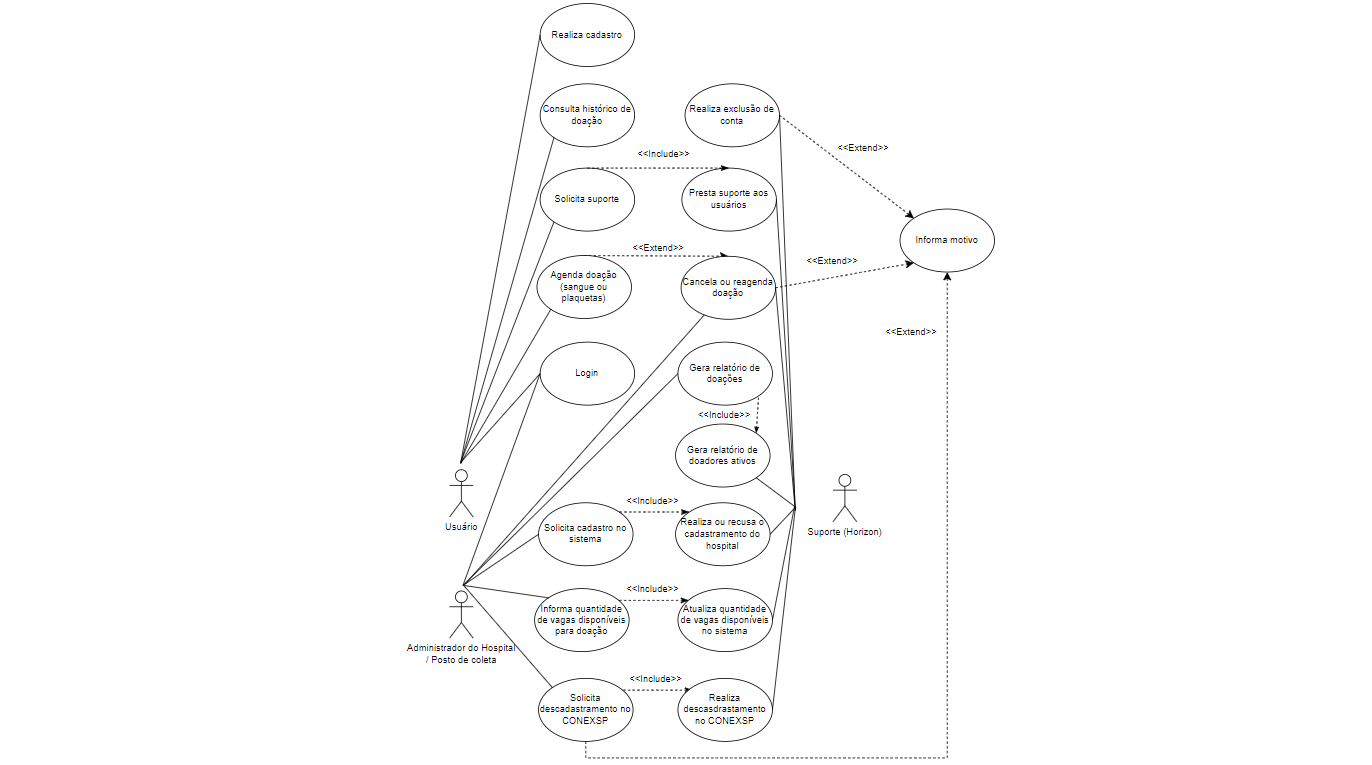 Realiza cadastro
Consulta histórico de
doação
Realiza exclusão de
conta
<<Extend>>
<<Include>>
Solicita suporte
Presta suporte aos
usuários
Informa motivo
<<Extend>>
<<Extend>>
Agenda doação
(sangue ou
plaquetas)
Cancela ou reagenda
doação
<<Extend>>
Login
Gera relatório de
doações
<<Include>>
Gera relatório de
doadores ativos
<<Include>>
Usuário
Solicita cadastro no
sistema
Realiza ou recusa o
cadastramento do
hospital
Suporte (Horizon)
<<Include>>
Informa quantidade
de vagas disponíveis
para doação
Atualiza quantidade
de vagas disponíveis
no sistema
Administrador do Hospital
/ Posto de coleta
<<Include>>
Solicita
descadastramento no
CONEXSP
Realiza
descasdrastamento
no CONEXSP